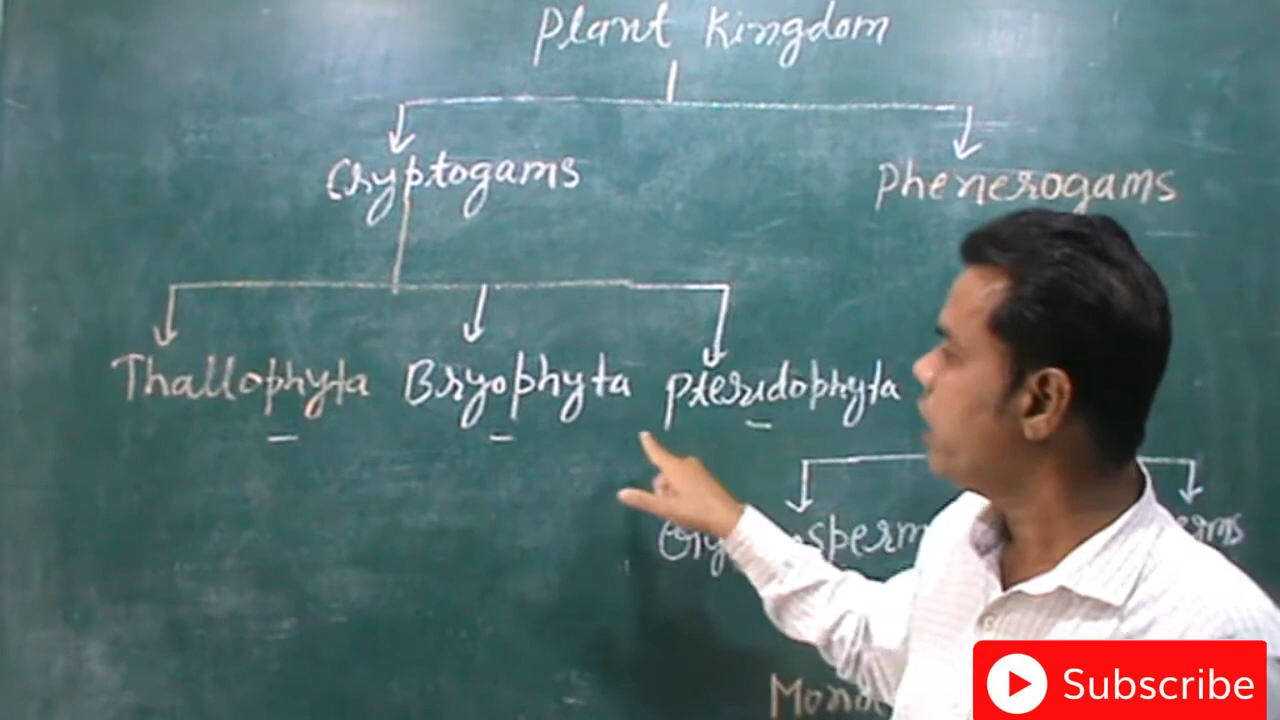 Plant Kingdom
Cryptogams Phenerogams
Thallophyta Bryophyta Pteridophyta
Subscribe